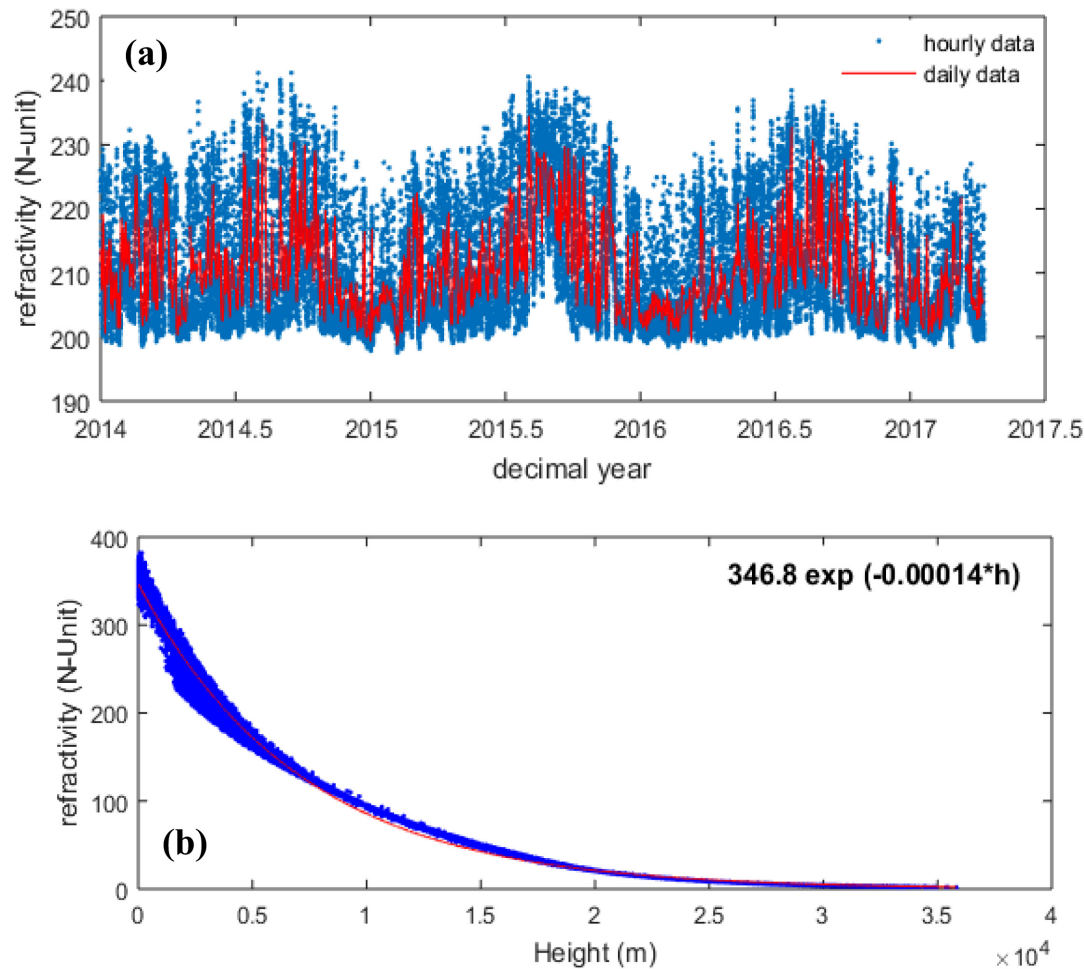 250
(a)
hourly data
daily data
240
230
220
210
200
190
refractivity (N-unit)
2014 2014.5 2015 2015.5 2016 2016.5 2017 2017.5
decimal year
400
346.8 exp (-0.00014*h)
300
200
100
0
refractivity (N-Unit)
(b)
0 0.5 1 1.5 2 2.5 3 3.5 4
Height (m)
×10⁴